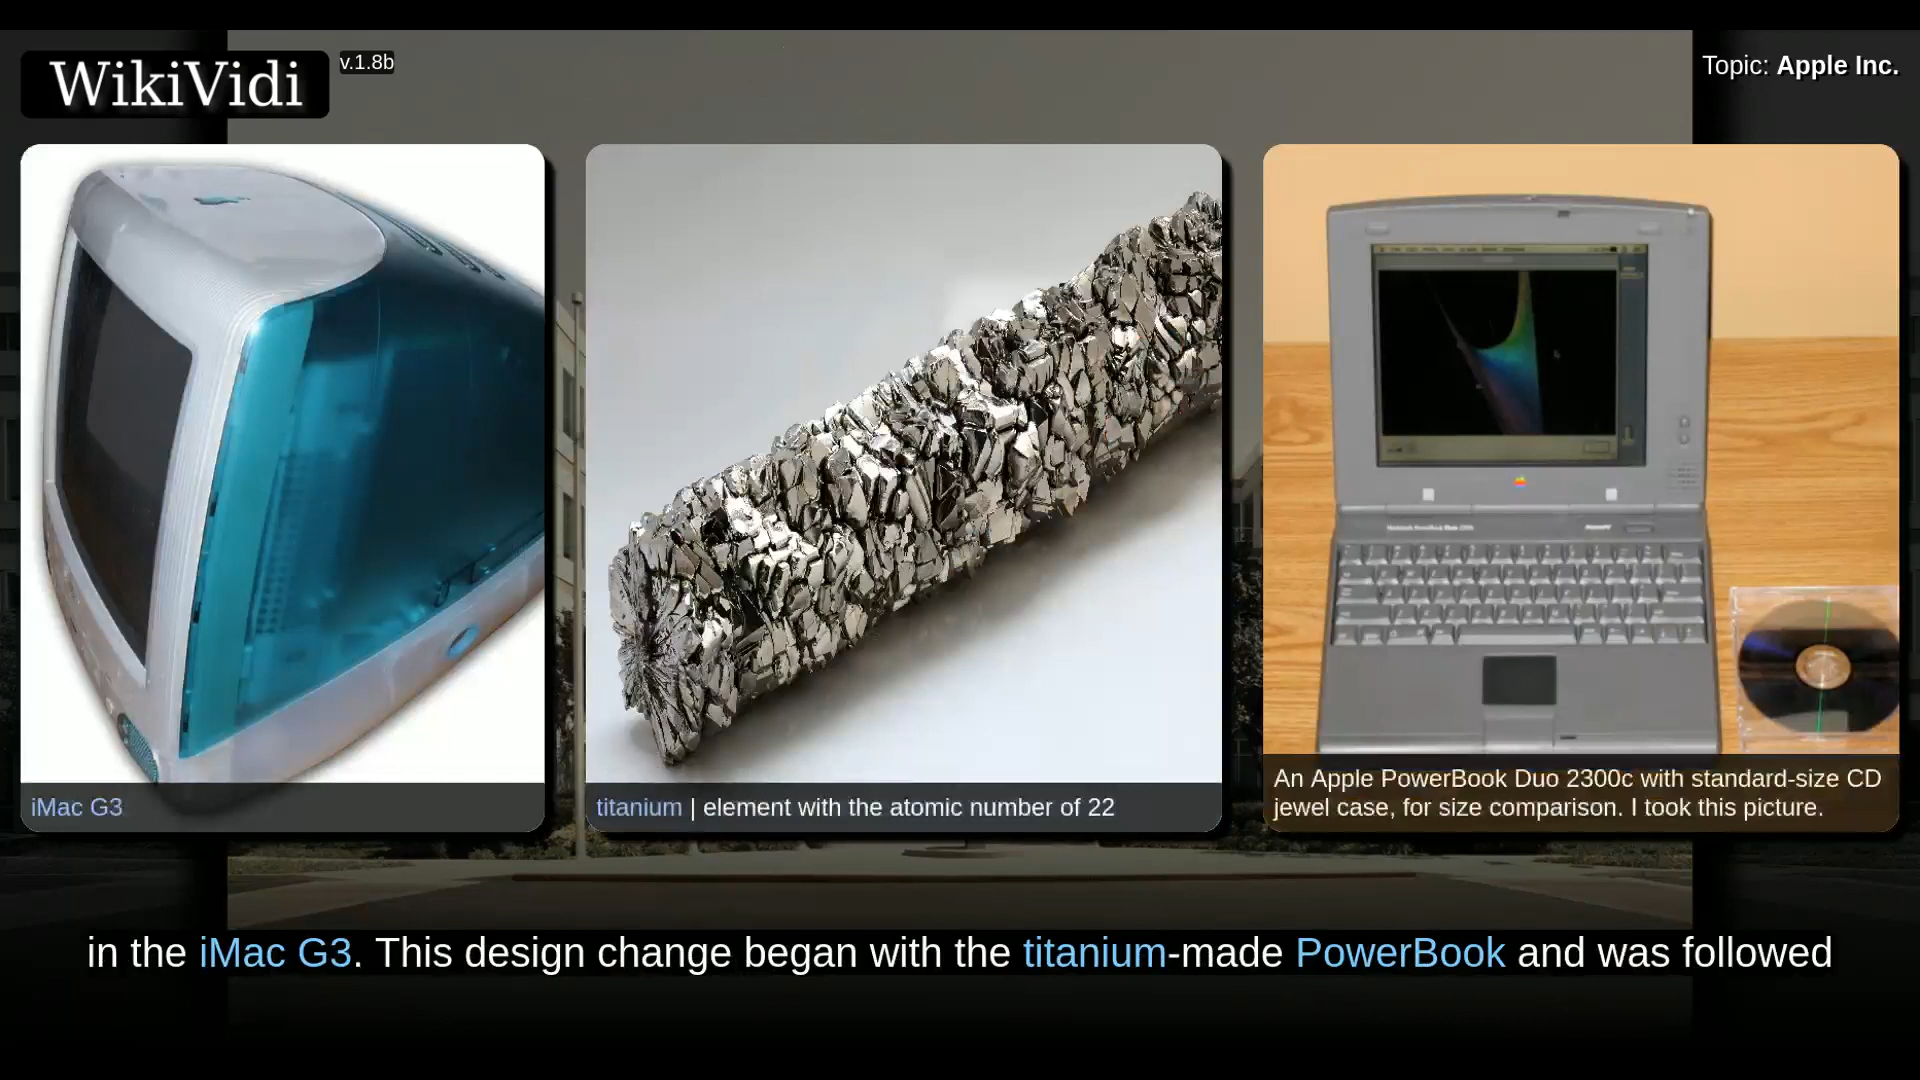 WikiVidi
v.1.8b
Topic: Apple Inc.
iMac G3
titanium | element with the atomic number of 22
An Apple PowerBook Duo 2300c with standard-size CD
jewel case, for size comparison. I took this picture.
in the iMac G3. This design change began with the titanium-made PowerBook and was followed